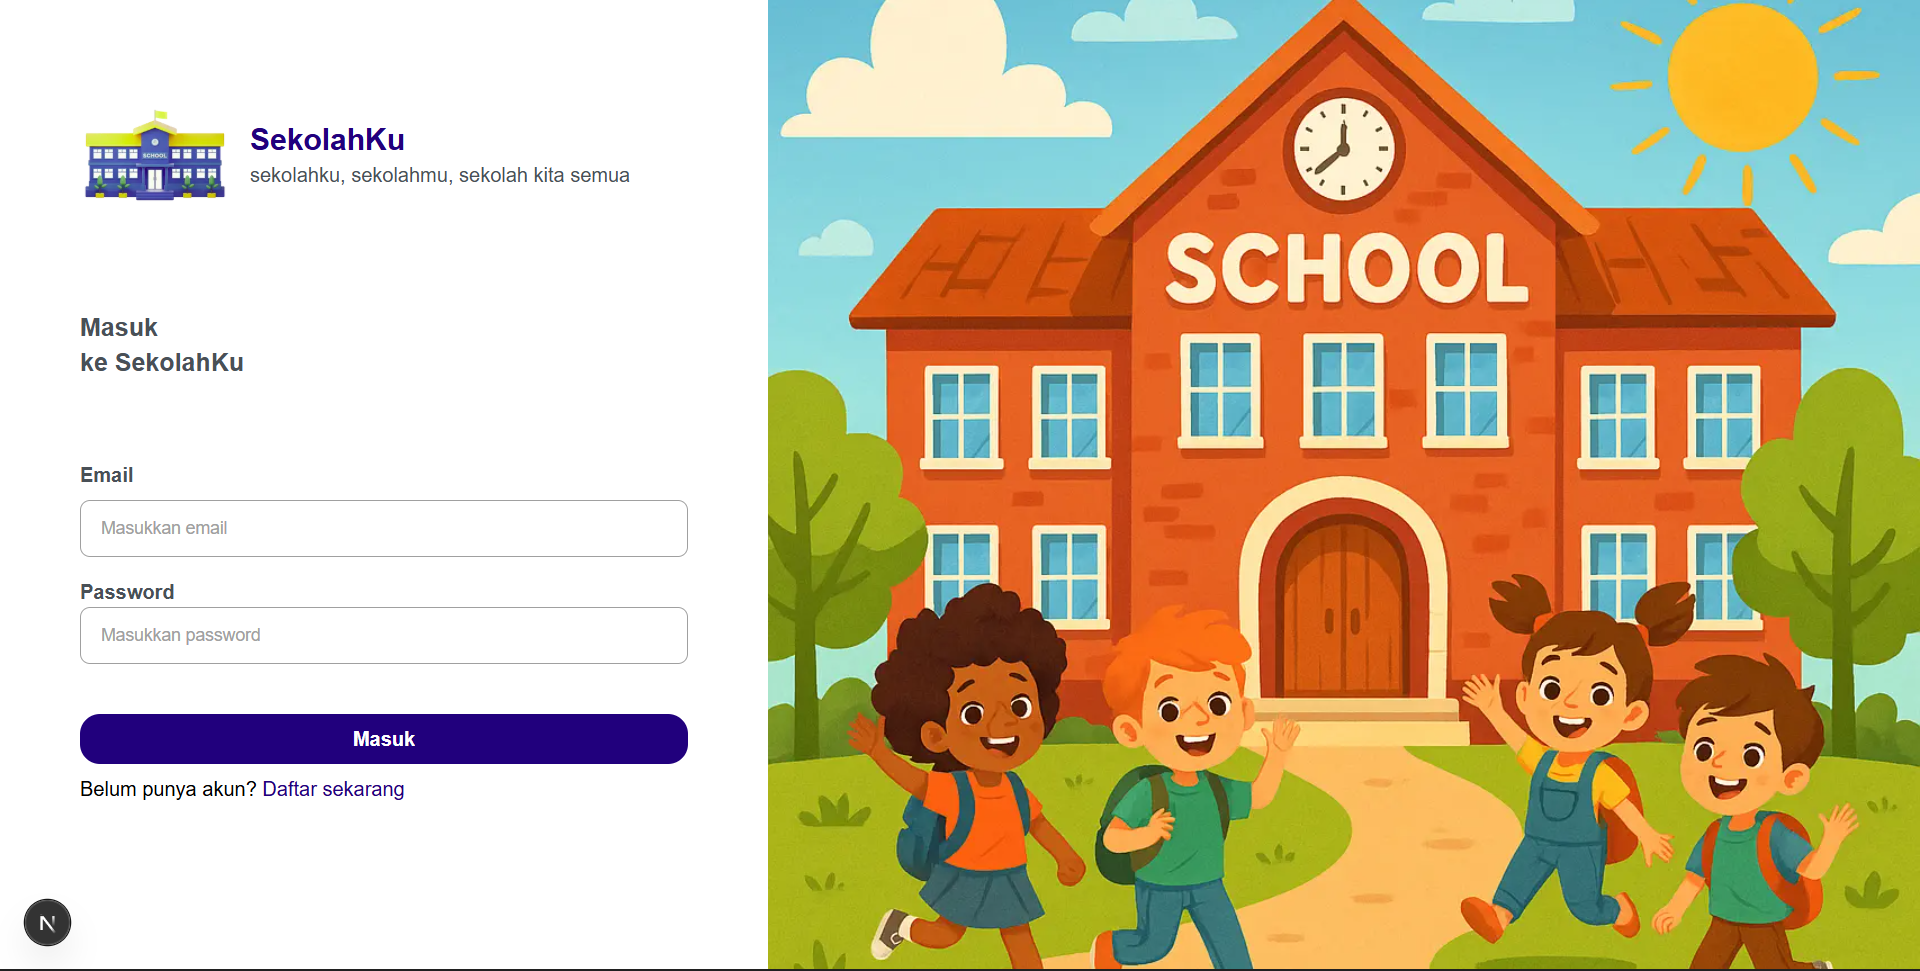 SCHOOL
SekolahKu
sekolahku, sekolahmu, sekolah kita semua
Masuk
ke SekolahKu
Email
Masukkan email
Password
Masukkan password
Masuk
Belum punya akun? Daftar sekarang
N
SCHOOL